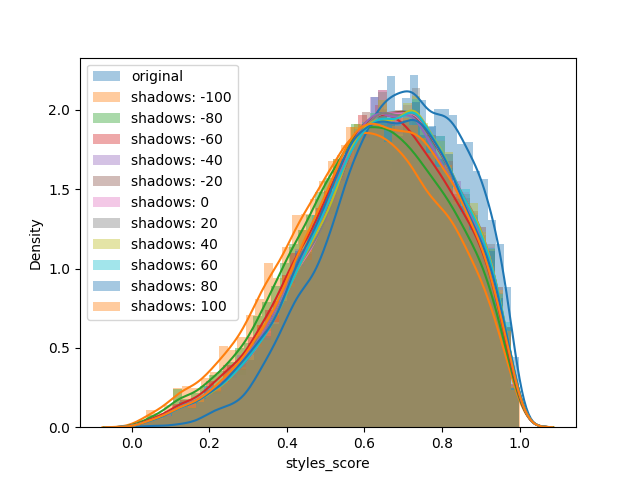 original
shadows: -100
shadows: -80
shadows: -60
shadows: -40
shadows: -20
shadows: 0
shadows: 20
shadows: 40
shadows: 60
shadows: 80
shadows: 100
Density
2.0
1.5
1.0
0.5
0.0
0.0 0.2 0.4 0.6 0.8 1.0
styles_score